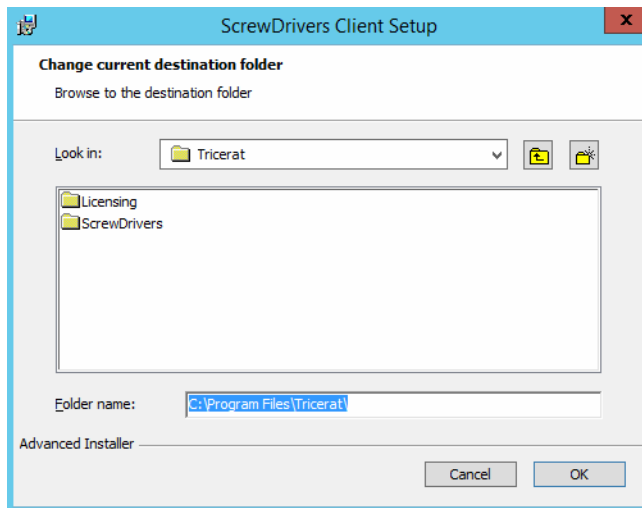 ScrewDrivers Client Setup
x
Change current destination folder
Browse to the destination folder
Look in:
Tricerat
Licensing
ScrewDrivers
Folder name:
C:\Program Files\Tricerat\
Advanced Installer
Cancel
OK